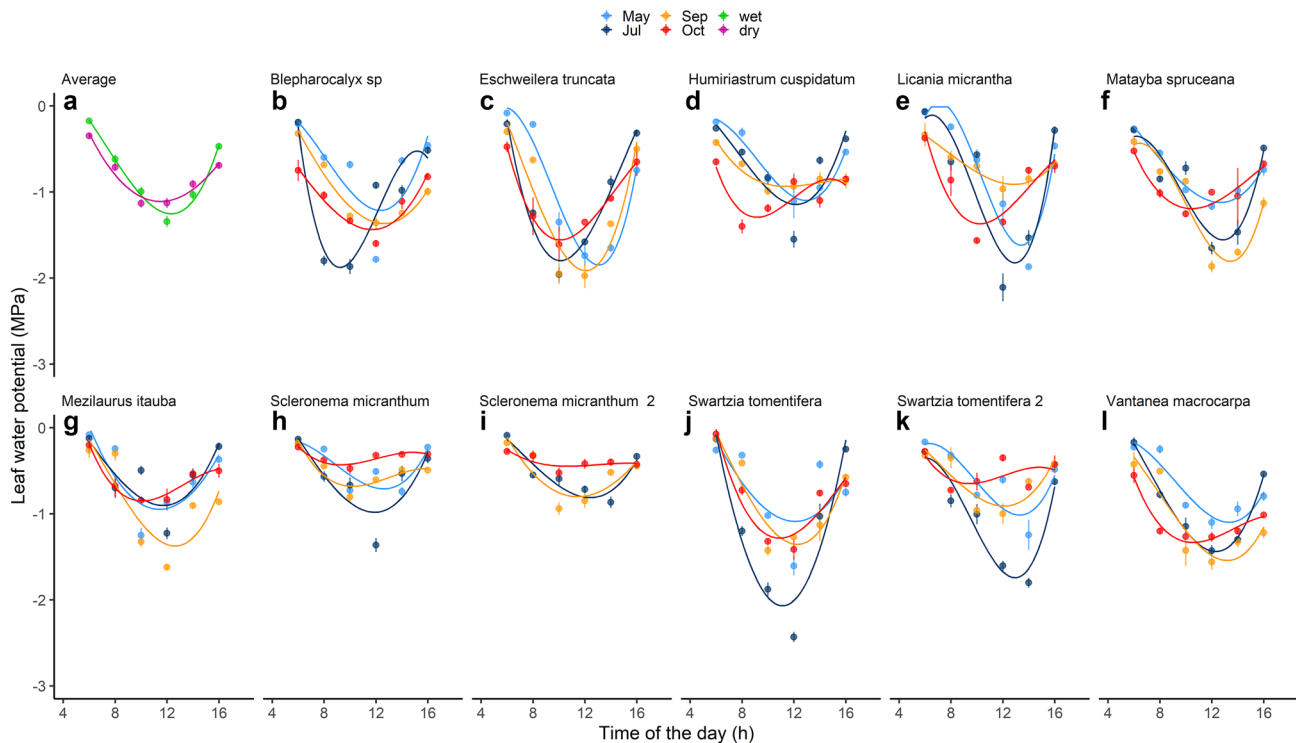 May Sep wet
Jul Oct dry
Average Blepharocalyx sp Eschweilera truncata Humiriastrum cuspidatum Licania micrantha Matayba spruceana
a b c d e f
0
-1
-2
-3
Leaf water potential (MPa)
Mezilaurus itauba Scleronema micranthum Scleronema micranthum 2 Swartzia tomentifera Swartzia tomentifera 2 Vantanea macrocarpa
g h i j k l
0
-1
-2
-3
4 8 12 16 4 8 12 16 4 8 12 16 4 8 12 16 4 8 12 16 4 8 12 16
Time of the day (h)